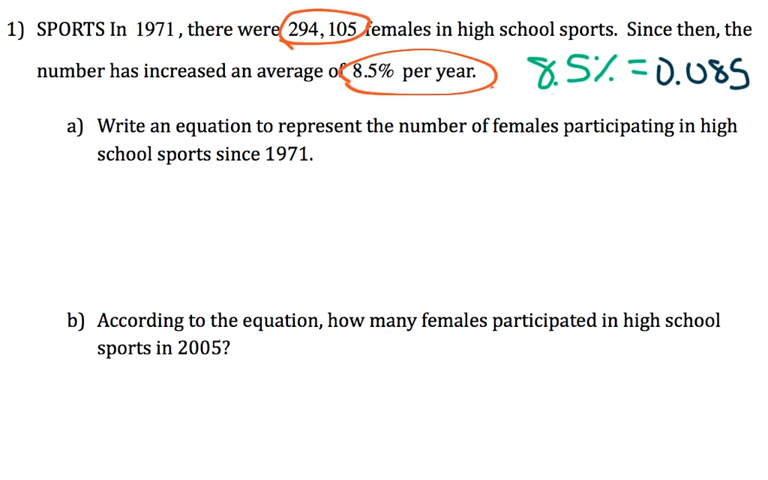 1) SPORTS In 1971, there were 294,105 females in high school sports. Since then, the
number has increased an average of 8.5% per year. 8.5% = 0.085
a) Write an equation to represent the number of females participating in high
school sports since 1971.
b) According to the equation, how many females participated in high school
sports in 2005?